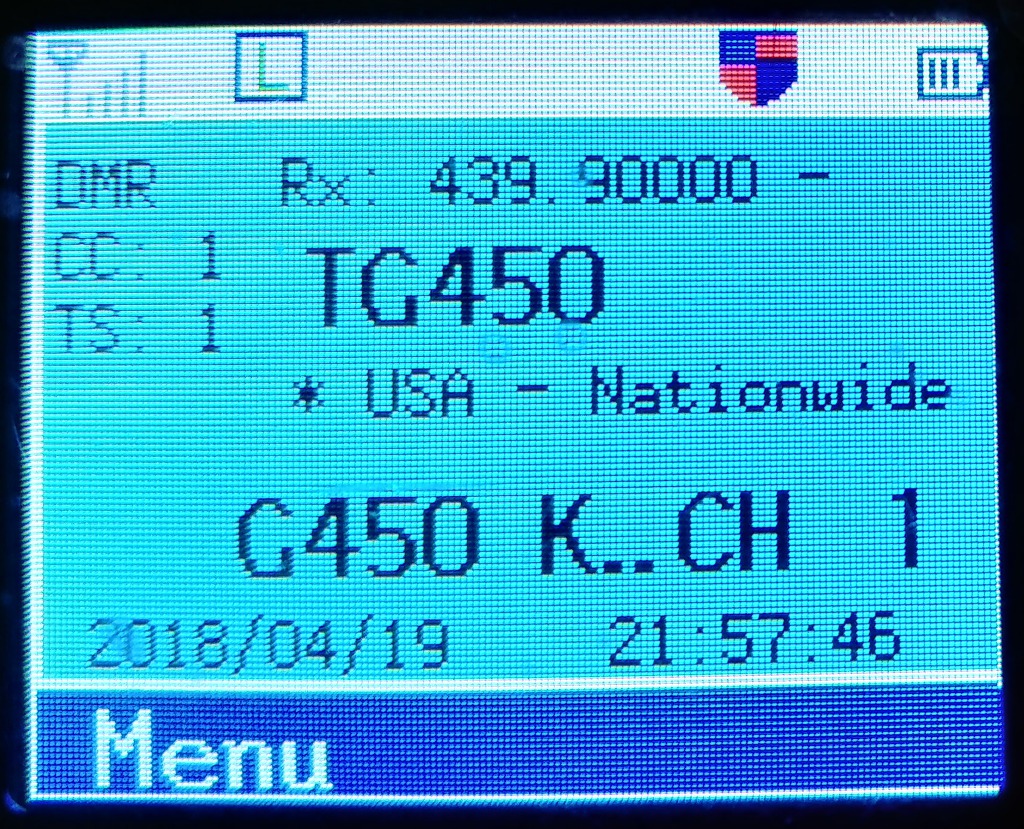 L
DMR Rx: 439.90000 -
CC: 1 TG450
TS: 1
* USA - Nationwide
G450 K..CH 1
2018/04/19 21:57:46
Menu